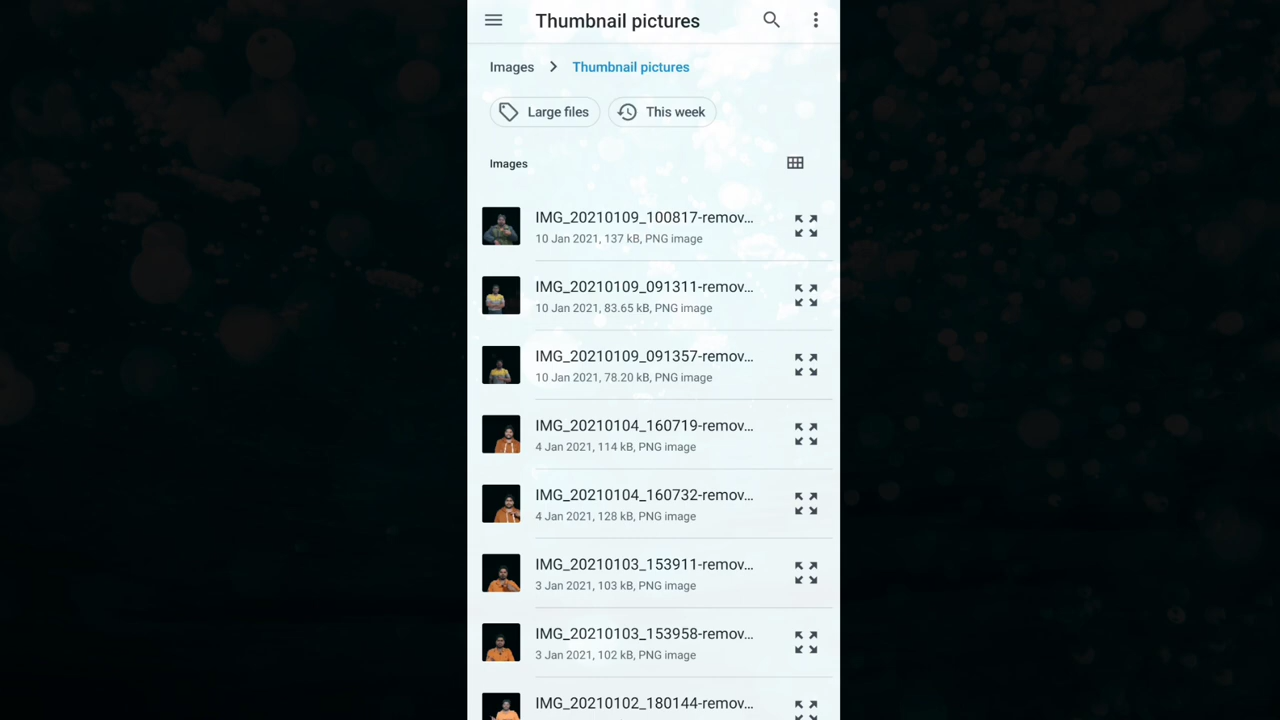 Thumbnail pictures
Images > Thumbnail pictures
Large files
This week
Images
IMG_20210109_100817-remov...
10 Jan 2021, 137 kB, PNG image
IMG_20210109_091311-remov...
10 Jan 2021, 83.65 kB, PNG image
IMG_20210109_091357-remov...
10 Jan 2021, 78.20 kB, PNG image
IMG_20210104_160719-remov...
4 Jan 2021, 114 kB, PNG image
IMG_20210104_160732-remov...
4 Jan 2021, 128 kB, PNG image
IMG_20210103_153911-remov...
3 Jan 2021, 103 kB, PNG image
IMG_20210103_153958-remov...
3 Jan 2021, 102 kB, PNG image
IMG_20210102_180144-remov...